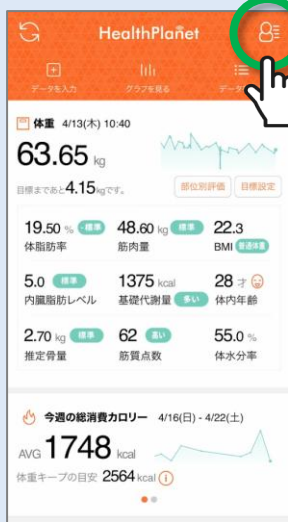 HealthPlanet
データを入力 グラフを見る データ
体重 4/13(木) 10:40
63.65 kg
目標まであと4.15kgです。 部位別評価 目標設定
19.50 % -標準 48.60 kg 標準 22.3
体脂肪率 筋肉量 BMI 普通体重
5.0 標準 1375 kcal 28 才
内臓脂肪レベル 基礎代謝量 多い 体内年齢
2.70 kg 標準 62 高い 55.0 %
推定骨量 筋質点数 体水分率
今週の総消費カロリー 4/16(日) - 4/22(土)
AVG 1748 kcal
体重キープの目安 2564 kcal